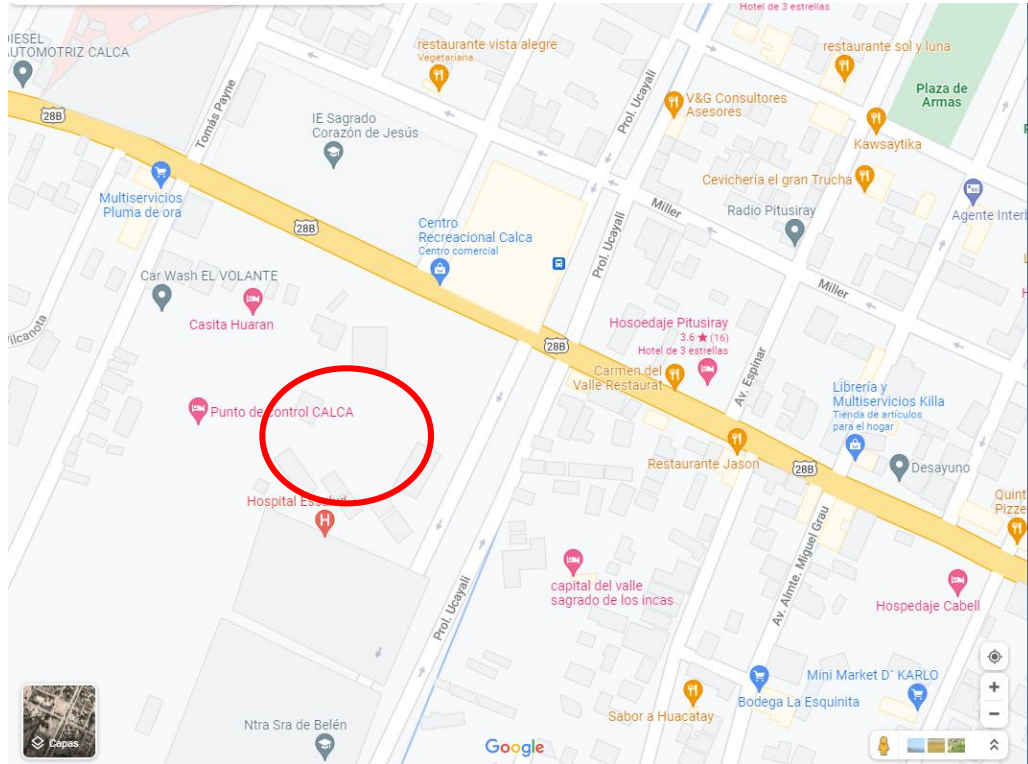 Hotel de 3 estrellas
DIESEL
AUTOMOTRIZ CALCA
restaurante vista alegre
Vegetariana
restaurante sol y luna
Plaza de
Armas
Prol. Ucayali
V&G Consultores
Asesores
28B
Tomás Payne
IE Sagrado
Corazón de Jesús
Kawsaytika
Cevichería el gran Trucha
Multiservicios
Pluma de ora
Miller
Radio Pitusiray
Agente Interb
28B
Centro
Recreacional Calca
Centro comercial
Prol. Ucayali
Car Wash EL VOLANTE
Miller
Casita Huaran
Vilcanota
Hosoedaje Pitusiray
3.6 ★ (16)
Hotel de 3 estrellas
28B
Carmen del
Valle Restaurat
Av. Espinar
Librería y
Multiservicios Killa
Tienda de artículos
para el hogar
Punto de control CALCA
Restaurante Jason
28B
Desayuno
Hospital Essalud
H
Quint
Pizze
Av. Almte. Miguel Grau
capital del valle
sagrado de los incas
Hospedaje Cabell
Prol. Ucayali
Mini Market D´ KARLO
Bodega La Esquinita
Sabor a Huacatay
Ntra Sra de Belén
Capas
Google